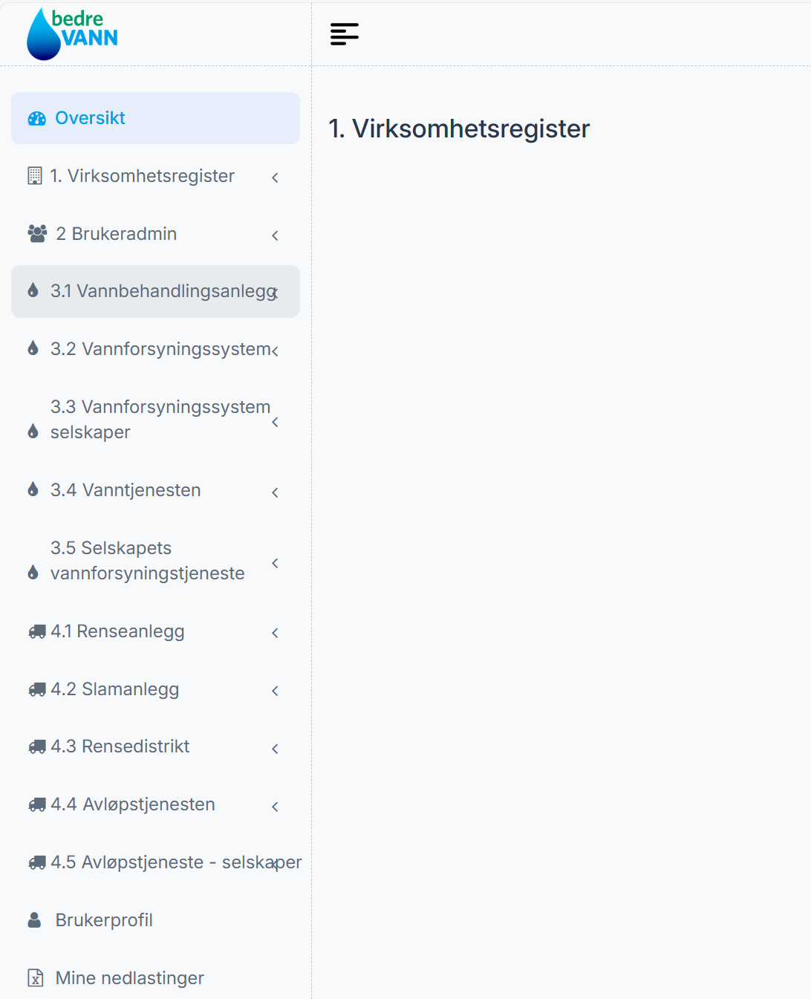 bedre
VANN
Oversikt
1. Virksomhetsregister
1. Virksomhetsregister
2 Brukeradmin
3.1 Vannbehandlingsanlegg
3.2 Vannforsyningssystem
3.3 Vannforsyningssystem
selskaper
3.4 Vanntjenesten
3.5 Selskapets
vannforsyningstjeneste
4.1 Renseanlegg
4.2 Slamanlegg
4.3 Rensedistrikt
4.4 Avløpstjenesten
4.5 Avløpstjeneste - selskaper
Brukerprofil
Mine nedlastinger